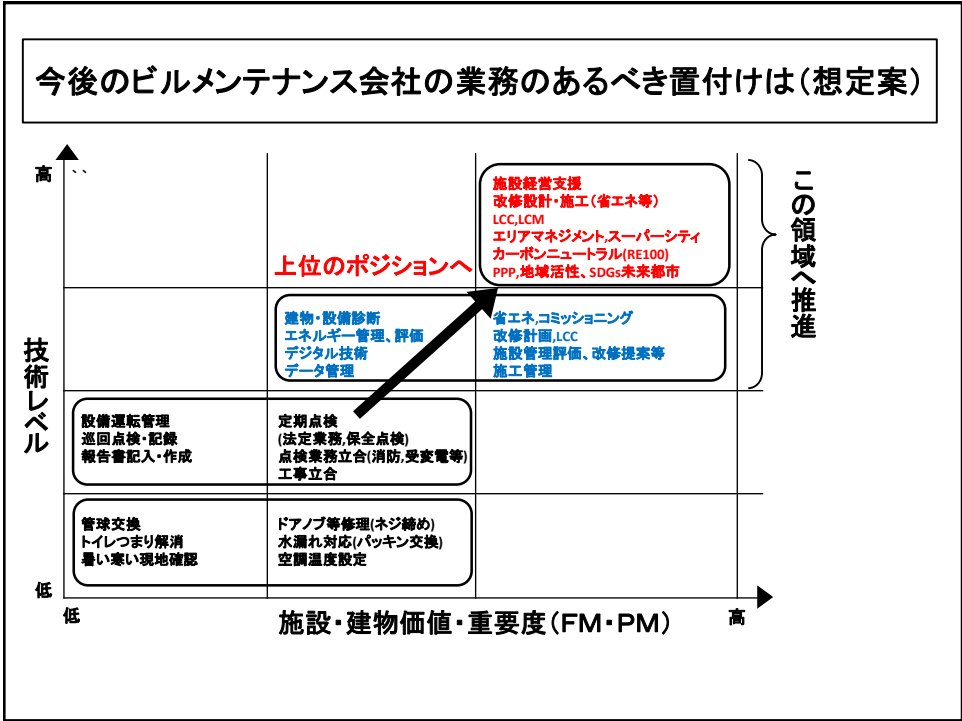 今後のビルメンテナンス会社の業務のあるべき置付けは(想定案)
高
``
施設経営支援
改修設計・施工(省エネ等)
LCC,LCM
エリアマネジメント,スーパーシティ
カーボンニュートラル(RE100)
PPP,地域活性、SDGs未来都市
この領域へ推進
上位のポジションへ
建物・設備診断
エネルギー管理、評価
デジタル技術
データ管理
省エネ,コミッショニング
改修計画,LCC
施設管理評価、改修提案等
施工管理
技術レベル
設備運転管理
巡回点検・記録
報告書記入・作成
定期点検
(法定業務,保全点検)
点検業務立合(消防,受変電等)
工事立合
管球交換
トイレつまり解消
暑い寒い現地確認
ドアノブ等修理(ネジ締め)
水漏れ対応(パッキン交換)
空調温度設定
低
低
施設・建物価値・重要度(FM・PM)
高